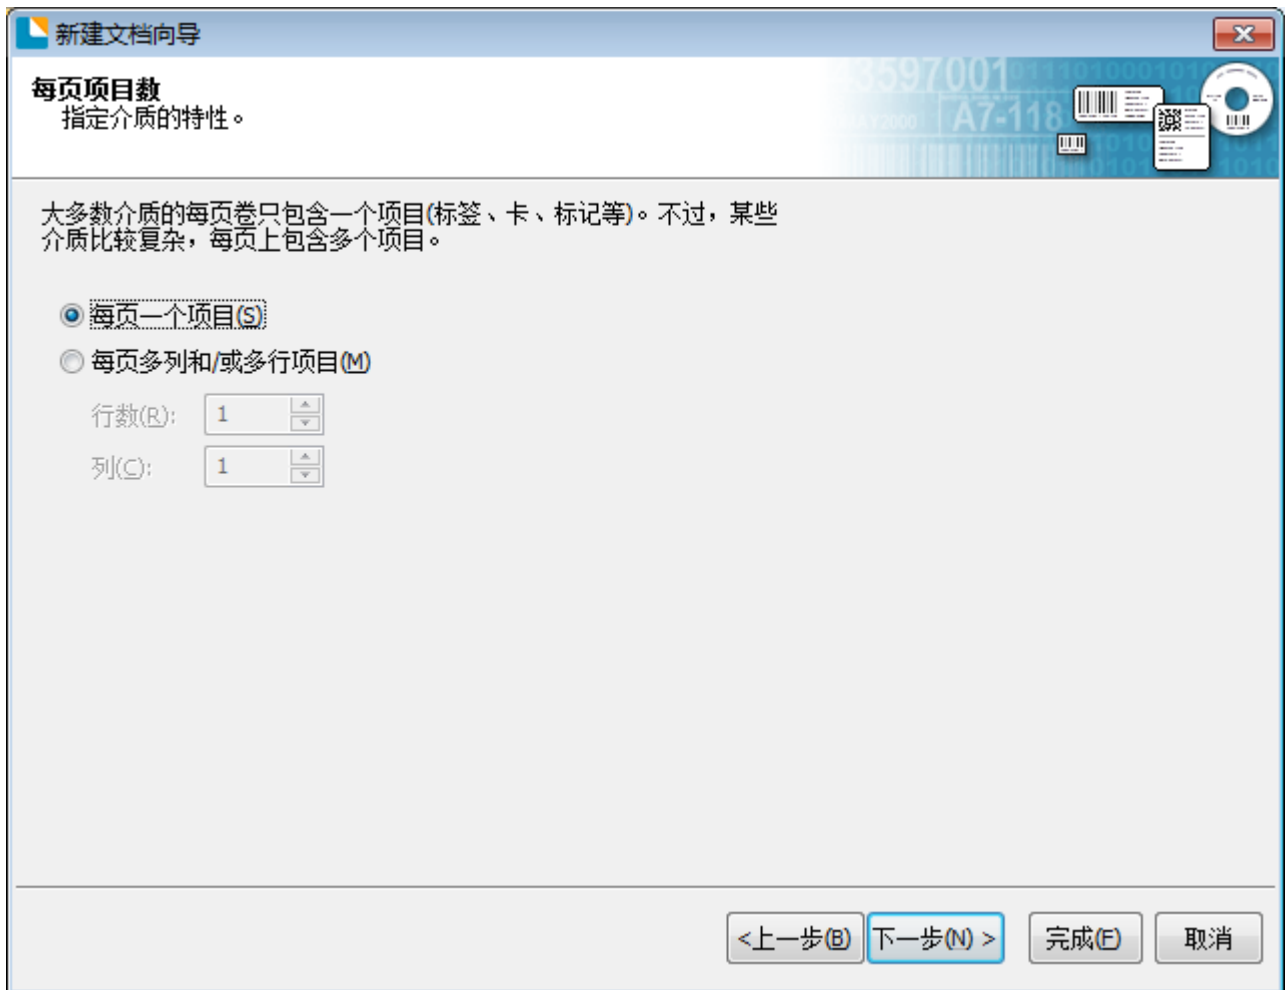 新建文档向导
每页项目数
指定介质的特性。
3597001
A7-118
大多数介质的每页卷只包含一个项目(标签、卡、标记等)。不过，某些
介质比较复杂，每页上包含多个项目。
每页一个项目(S)
每页多列和/或多行项目(M)
行数(R): 1
列(C): 1
<上一步(B) 下一步(N) > 完成(F) 取消